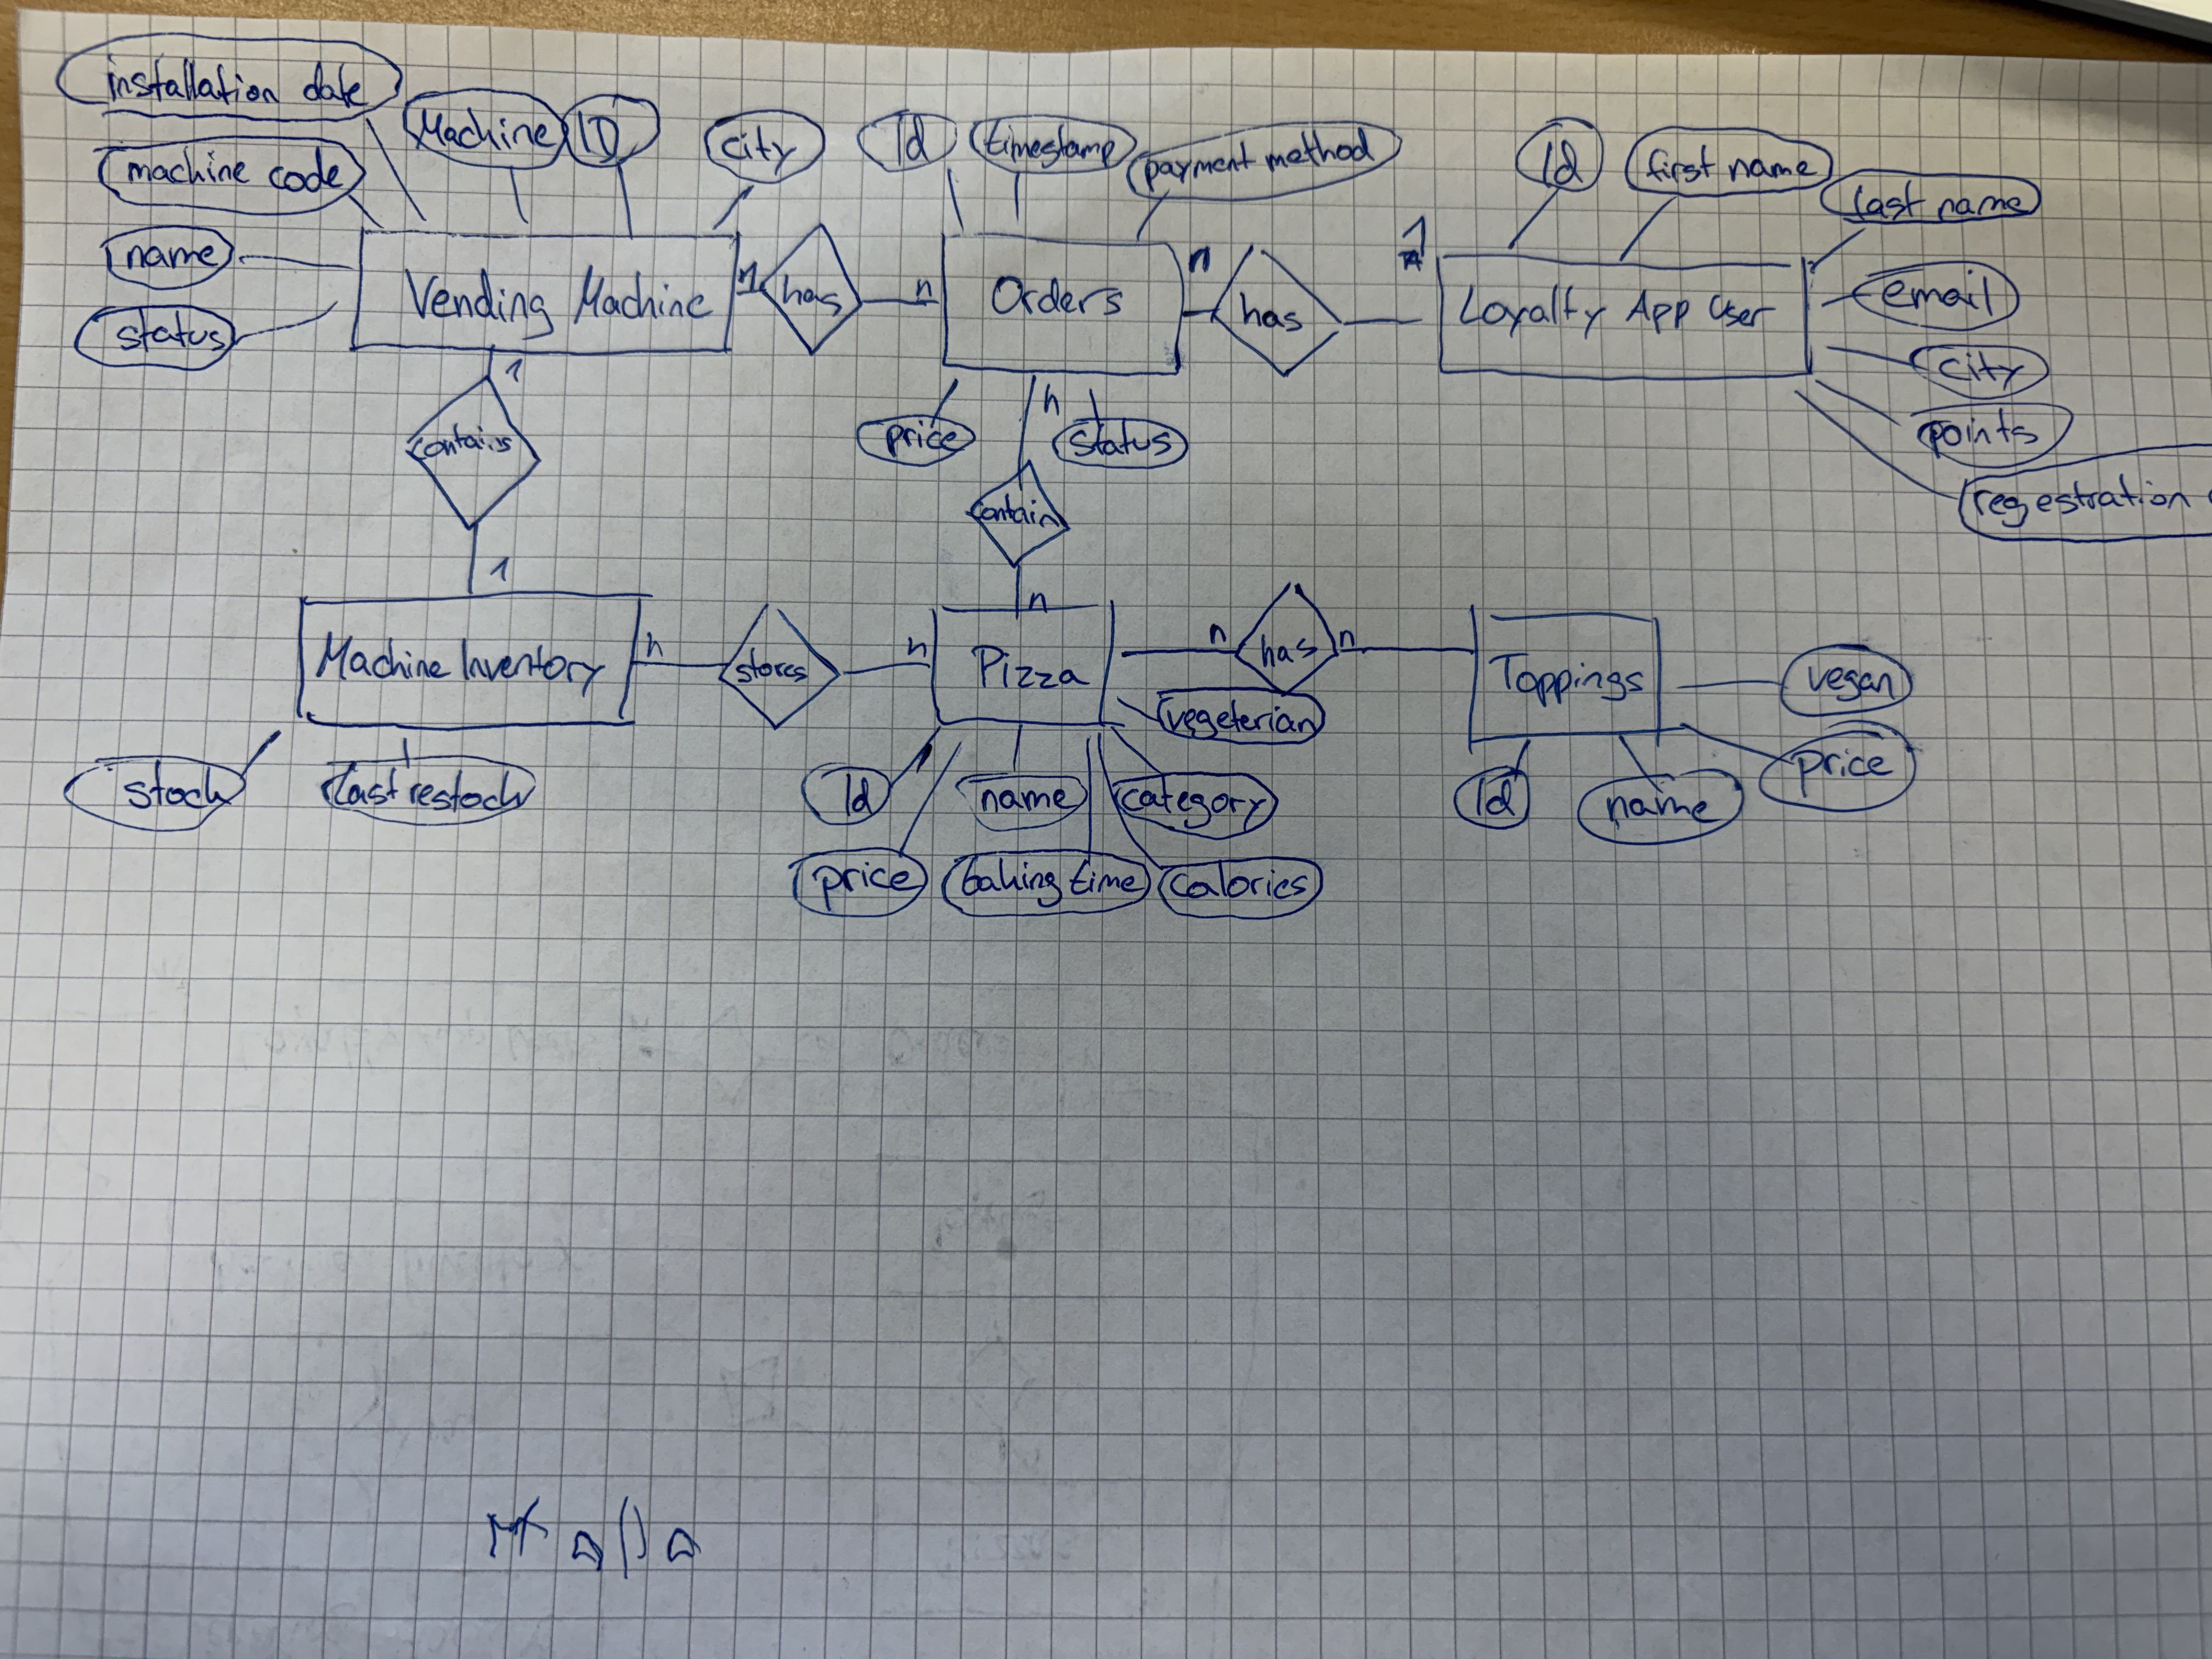 installation date
Machine ID
city
Id
timestamp
payment method
Id
first name
last name
machine code
name
status
Vending Machine
1
has
n
Orders
n
has
1
Loyalty App User
email
city
points
regestration
price
n
status
1
contains
1
contain
n
Machine Inventory
n
stores
n
Pizza
n
has
n
Toppings
vegan
vegeterian
price
stock
last restock
Id
name
category
Id
name
price
baking time
calories